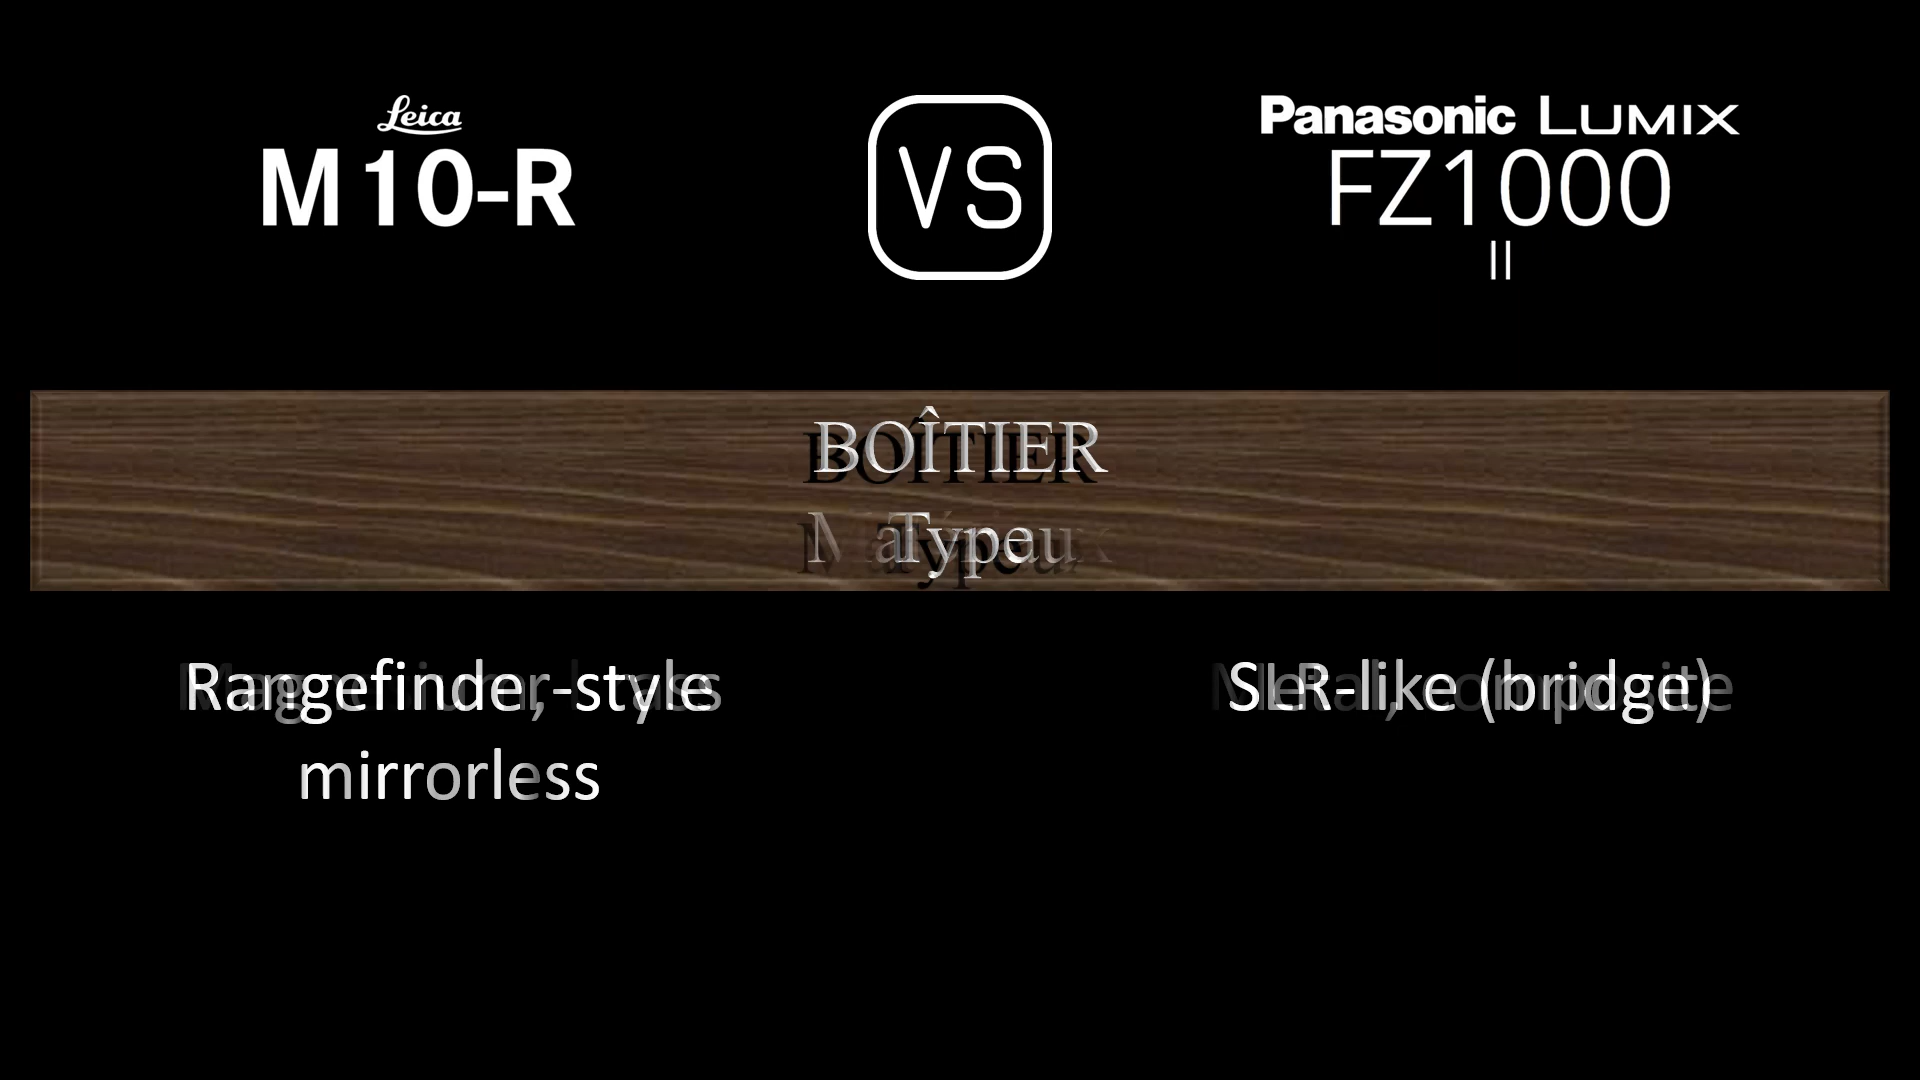 Leica
M10-R
VS
Panasonic LUMIX
FZ1000
II
BOÎTIER
Type
Rangefinder-style
mirrorless
SLR-like (bridge)